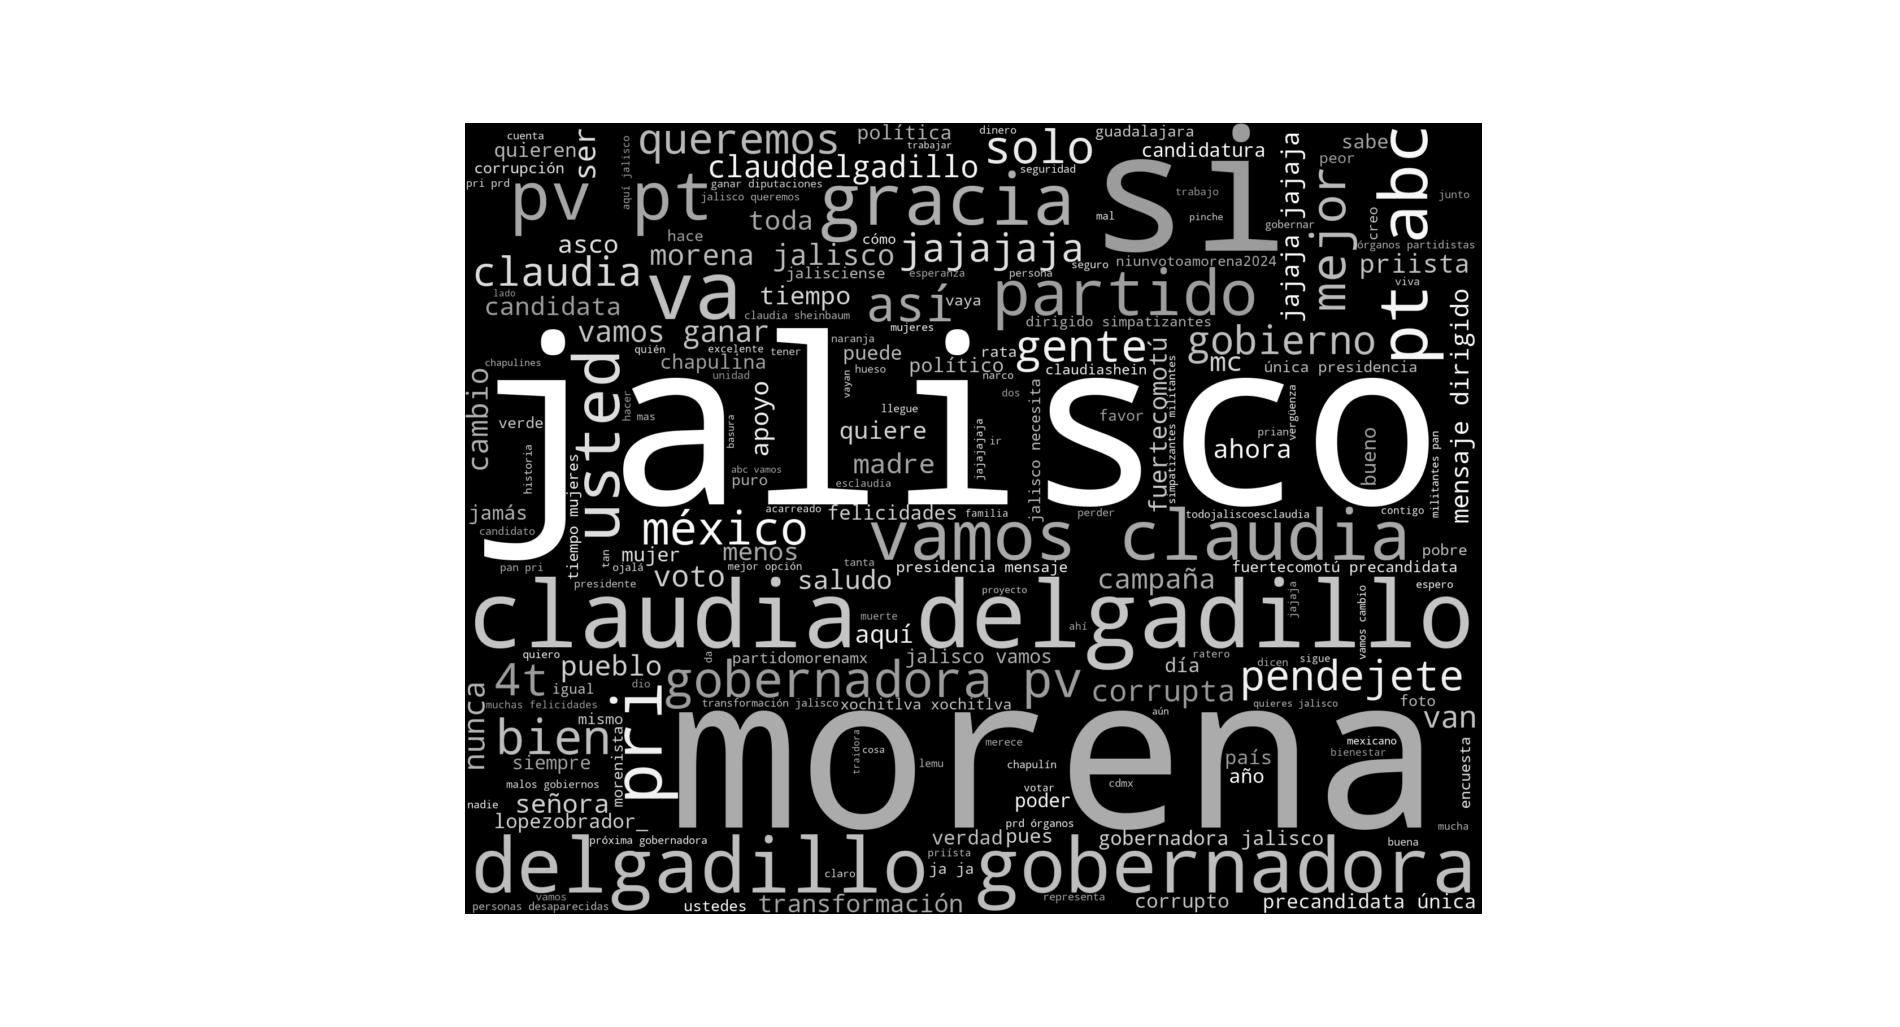 cuenta
quieren
corrupción
pri prd
ser
aquí jalisco
queremos
política
trabajar
dinero
solo
guadalajara
candidatura
seguridad
clauddelgadillo
ganar diputaciones
jalisco queremos
pv pt
gracia
si
trabajo
mal
pinche
gobernar
jajaja jajaja
sabe
peor
mejor
creo
pt abc
junto
órganos partidistas
toda
hace
asco
morena jalisco
cómo
jajajaja
seguro
niunvotoamorena2024
priista
viva
claudia
jalisciense
esperanza
persona
lado
candidata
va
tiempo
así
vaya
partido
claudia sheinbaum
dirigido simpatizantes
mensaje dirigido
vamos ganar
mujeres
naranja
gobierno
chapulines
quién
excelente
tener
chapulina
unidad
puede
político
rata
gente
claudiashein
mc
única presidencia
hueso
narco
dos
vayan
fuertecomotú
simpatizantes militantes
cambio
usted
hacer
mas
jalisco
verde
apoyo
basura
llegue
quiere
ir
jalisco necesita
favor
vergüenza
prian
ahora
bueno
militantes pan
historia
tiempo mujeres
abc vamos
puro
madre
esclaudia
jajajajaja
jamás
candidato
méxico
acarreado
felicidades
familia
perder
todojaliscoesclaudia
contigo
vamos claudia
pobre
pan pri
tan
ojalá
mujer
menos
mejor opción
tanta
presidencia mensaje
fuertecomotú precandidata
presidente
voto
saludo
campaña
proyecto
jajaja
espero
vamos cambio
claudia delgadillo
muerte
aquí
ahí
quiero
pueblo
da
partidomorenamx
jalisco vamos
ratero
día
dicen
sigue
pendejete
nunca
4t
igual
dio
gobernadora pv
corrupta
foto
muchas felicidades
transformación jalisco
xochitlva xochitlva
quieres jalisco
aún
van
mismo
bien
pri
morenista
siempre
morena
traidora
cosa
merece
lemu
chapulín
país
año
mexicano
bienestar
encuesta
cdmx
malos gobiernos
nadie
señora
votar
poder
lopezobrador_
prd órganos
mucha
próxima gobernadora
verdad
pues
gobernadora jalisco
buena
delgadillo
priísta
ja ja
claro
gobernadora
vamos
personas desaparecidas
ustedes
transformación
representa
corrupto
precandidata única